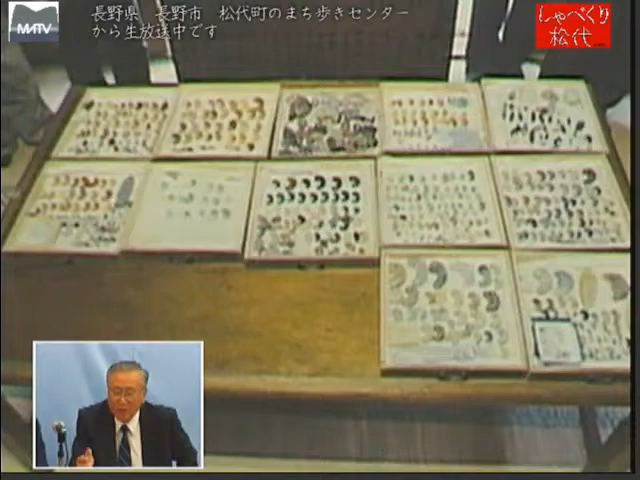 MATV
長野県　長野市　松代町のまち歩きセンター
から生放送中です
しゃべくり
松代.com